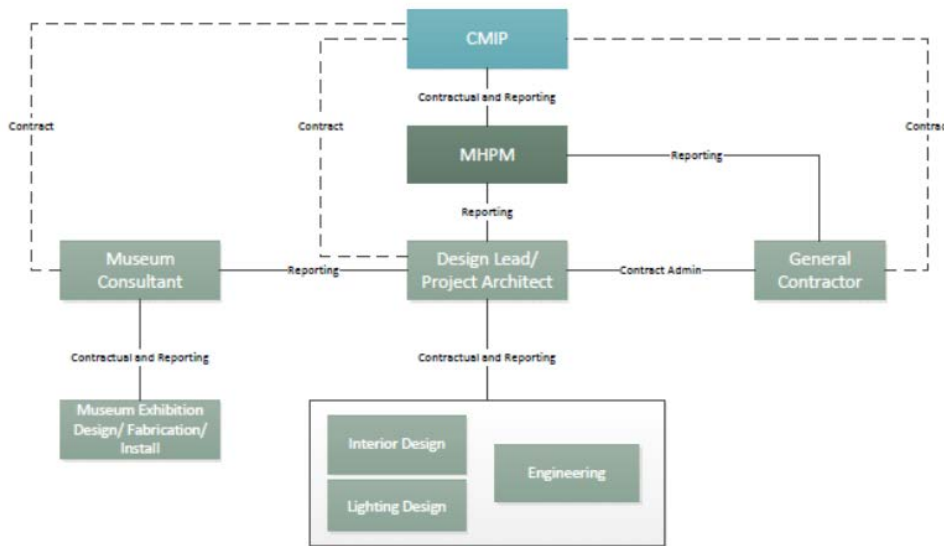 CMIP
Contractual and Reporting
Contract
Contract
Contract
MHPM
Reporting
Reporting
Museum
Consultant
Reporting
Design Lead/
Project Architect
Contract Admin
General
Contractor
Contractual and Reporting
Contractual and Reporting
Museum Exhibition
Design/ Fabrication/
Install
Interior Design
Engineering
Lighting Design